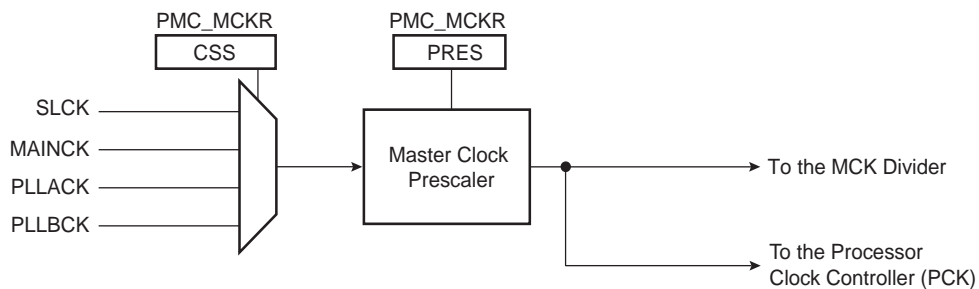 PMC_MCKR
PMC_MCKR
CSS
PRES
SLCK
MAINCK
PLLACK
PLLBCK
Master Clock
Prescaler
To the MCK Divider
To the Processor
Clock Controller (PCK)